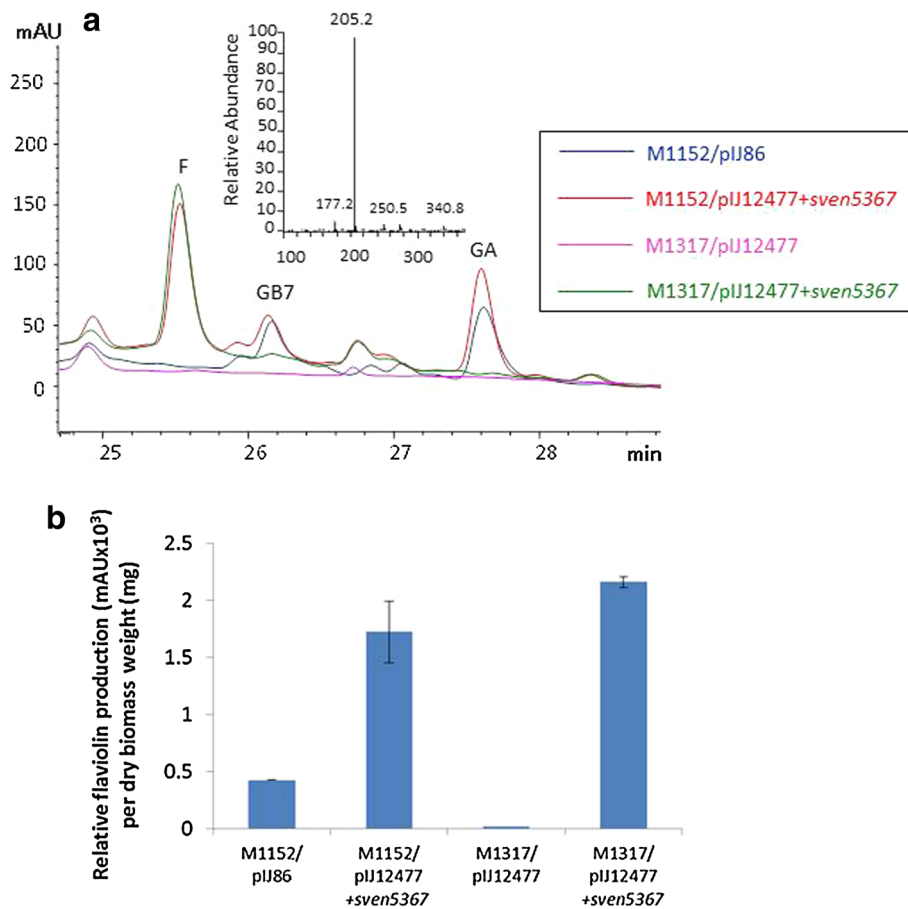 a
mAU
250
200
150
100
50
0
F
GB7
GA
25
26
27
28
min
205.2
Relative Abundance
100
90
80
70
60
50
40
30
20
10
0
177.2
250.5
340.8
100
200
300
M1152/pIJ86
M1152/pIJ12477+sven5367
M1317/pIJ12477
M1317/pIJ12477+sven5367
b
Relative flaviolin production (mAUx10³)
per dry biomass weight (mg)
2.5
2
1.5
1
0.5
0
M1152/
pIJ86
M1152/
pIJ12477
+sven5367
M1317/
pIJ12477
M1317/
pIJ12477
+sven5367